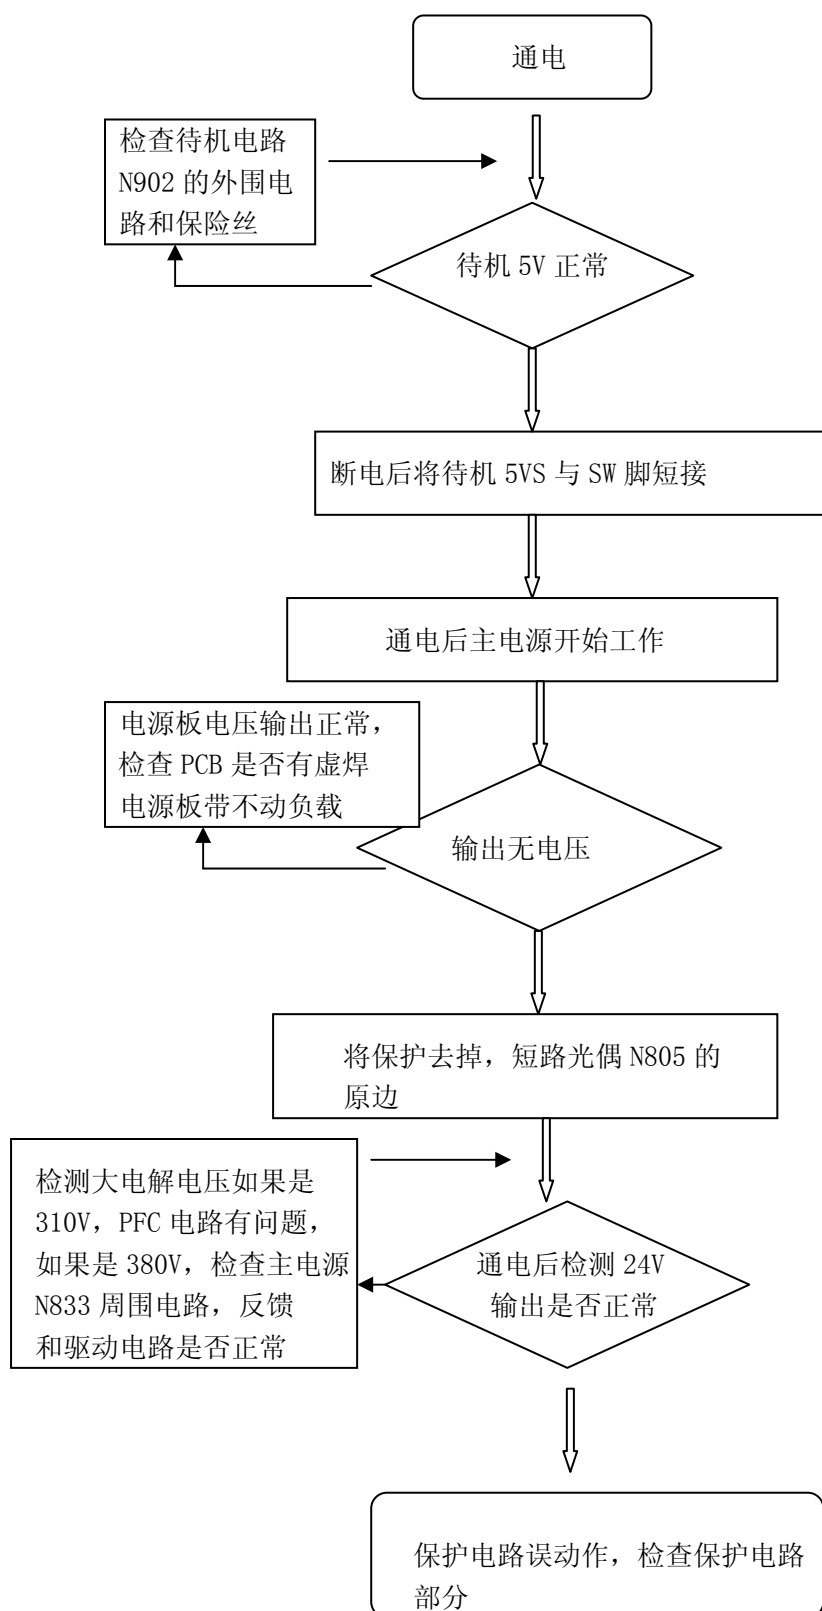 通电
检查待机电路
N902 的外围电
路和保险丝
待机 5V 正常
断电后将待机 5VS 与 SW 脚短接
通电后主电源开始工作
电源板电压输出正常，
检查 PCB 是否有虚焊
电源板带不动负载
输出无电压
将保护去掉，短路光偶 N805 的
原边
检测大电解电压如果是
310V，PFC 电路有问题，
如果是 380V，检查主电源
N833 周围电路，反馈
和驱动电路是否正常
通电后检测 24V
输出是否正常
保护电路误动作，检查保护电路
部分